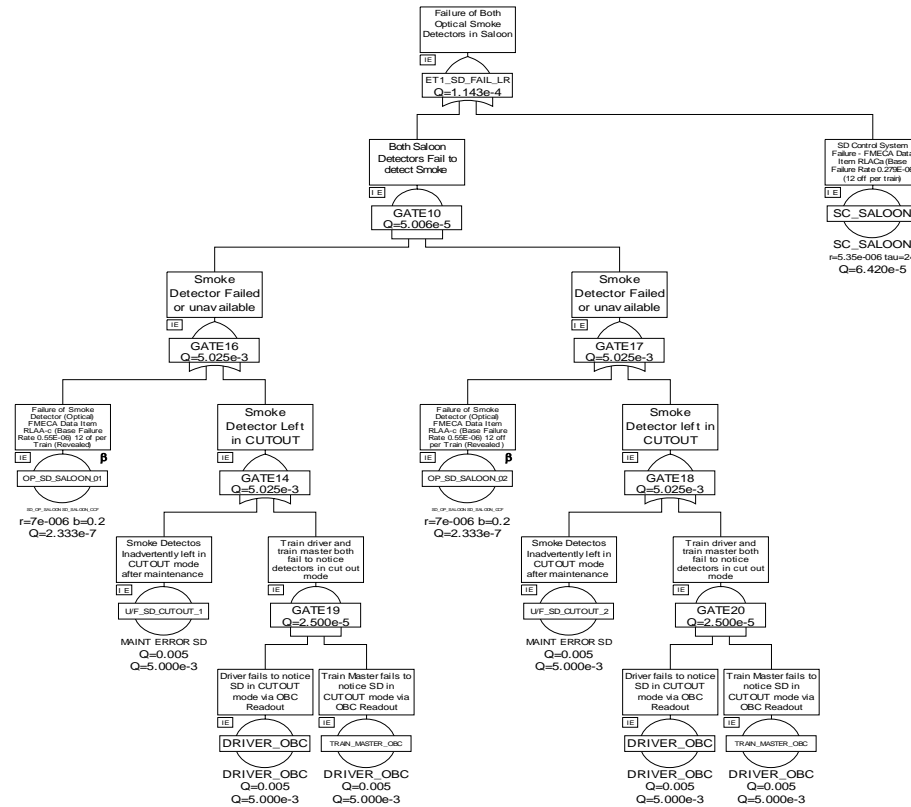 Failure of Both
Optical Smoke
Detectors in Saloon
IE
ET1_SD_FAIL_LR
Q=1.143e-4
Both Saloon
Detectors Fail to
detect Smoke
IE
GATE10
Q=5.006e-5
SD Control System
Failure - FMECA Data
Item RLACa (Base
Failure Rate 0.279E-06
(12 off per train)
IE
SC_SALOON
SC_SALOON
r=5.35e-006 tau=24
Q=6.420e-5
Smoke
Detector Failed
or unavailable
IE
GATE16
Q=5.025e-3
Smoke
Detector Failed
or unavailable
IE
GATE17
Q=5.025e-3
Failure of Smoke
Detector (Optical)
FMECA Data Item
RLAA-c (Base Failure
Rate 0.55E-06) 12 of per
Train (Revealed)
IE
β
OP_SD_SALOON_01
r=7e-006 b=0.2
Q=2.333e-7
Smoke
Detector Left
in CUTOUT
IE
GATE14
Q=5.025e-3
Failure of Smoke
Detector (Optical)
FMECA Data Item
RLAA-c (Base Failure
Rate 0.55E-06) 12 off
per Train (Revealed)
IE
β
OP_SD_SALOON_02
r=7e-006 b=0.2
Q=2.333e-7
Smoke
Detector left in
CUTOUT
IE
GATE18
Q=5.025e-3
Smoke Detectos
Inadvertently left in
CUTOUT mode
after maintenance
IE
U/F_SD_CUTOUT_1
MAINT ERROR SD
Q=0.005
Q=5.000e-3
Train driver and
train master both
fail to notice
detectors in cut out
mode
IE
GATE19
Q=2.500e-5
Smoke Detectos
Inadvertently left in
CUTOUT mode
after maintenance
IE
U/F_SD_CUTOUT_2
MAINT ERROR SD
Q=0.005
Q=5.000e-3
Train driver and
train master both
fail to notice
detectors in cut out
mode
IE
GATE20
Q=2.500e-5
Driver fails to notice
SD in CUTOUT
mode via OBC
Readout
IE
DRIVER_OBC
DRIVER_OBC
Q=0.005
Q=5.000e-3
Train Master fails to
notice SD in
CUTOUT mode via
OBC Readout
IE
TRAIN_MASTER_OBC
DRIVER_OBC
Q=0.005
Q=5.000e-3
Driver fails to notice
SD in CUTOUT
mode via OBC
Readout
IE
DRIVER_OBC
DRIVER_OBC
Q=0.005
Q=5.000e-3
Train Master fails to
notice SD in
CUTOUT mode via
OBC Readout
IE
TRAIN_MASTER_OBC
DRIVER_OBC
Q=0.005
Q=5.000e-3